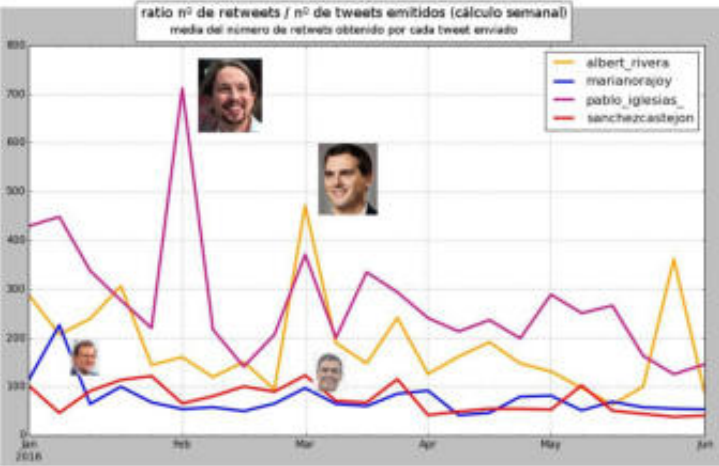 ratio nº de retweets / nº de tweets emitidos (cálculo semanal)
media del número de retwets obtenido por cada tweet enviado
800
700
600
500
400
300
200
100
0
albert_rivera
marianorajoy
pablo_iglesias_
sanchezcastejon
Jan
2016
Feb
Mar
Apr
May
Jun